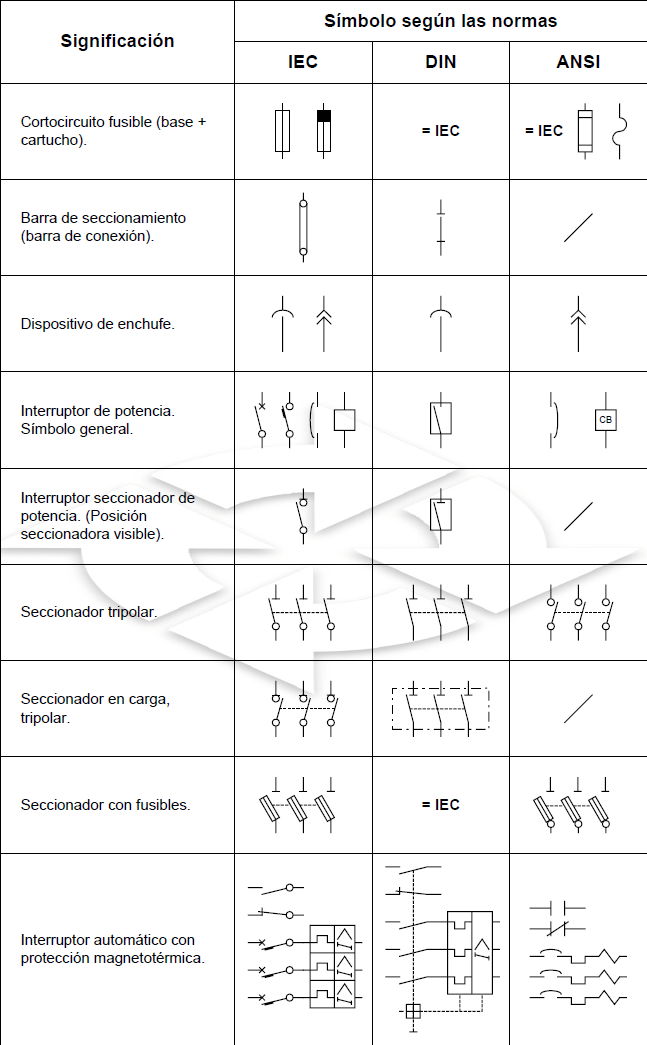 Significación
Símbolo según las normas
IEC
DIN
ANSI
Cortocircuito fusible (base +
cartucho).
= IEC
= IEC
Barra de seccionamiento
(barra de conexión).
Dispositivo de enchufe.
Interruptor de potencia.
Símbolo general.
CB
Interruptor seccionador de
potencia. (Posición
seccionadora visible).
Seccionador tripolar.
Seccionador en carga,
tripolar.
Seccionador con fusibles.
= IEC
Interruptor automático con
protección magnetotérmica.